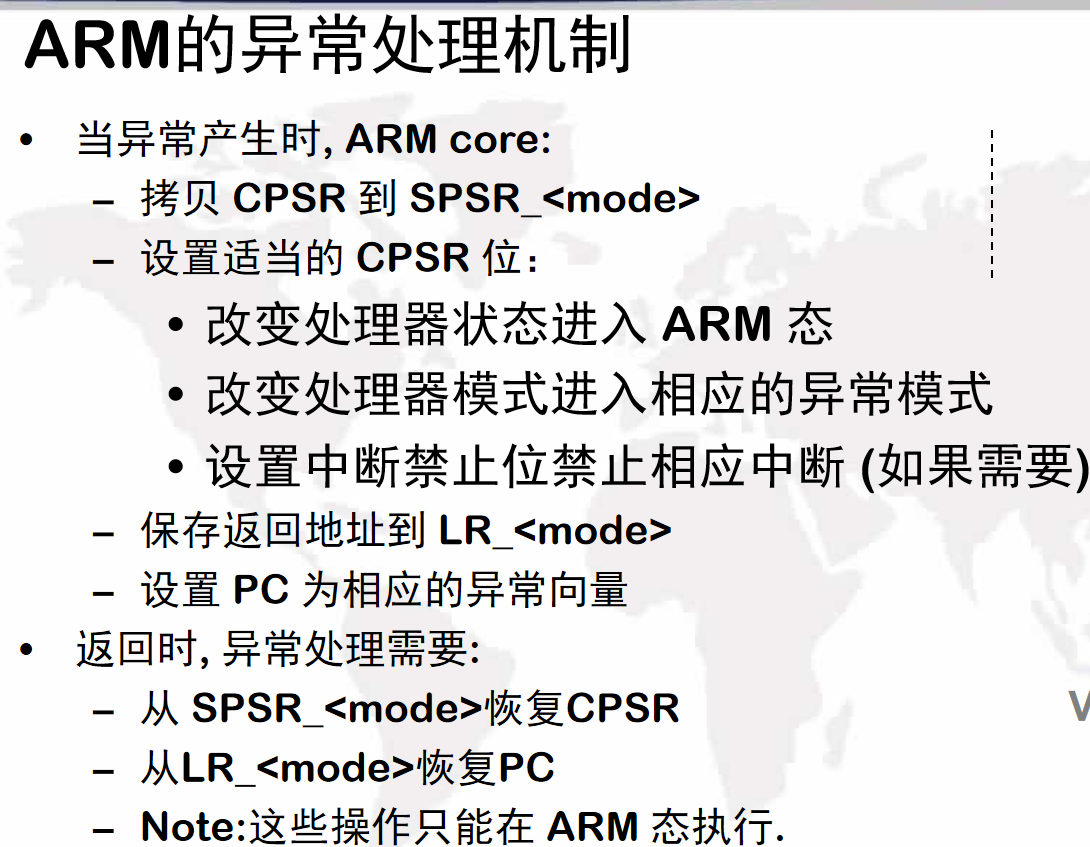 ARM的异常处理机制
• 当异常产生时, ARM core:
– 拷贝 CPSR 到 SPSR_<mode>
– 设置适当的 CPSR 位：
• 改变处理器状态进入 ARM 态
• 改变处理器模式进入相应的异常模式
• 设置中断禁止位禁止相应中断 (如果需要)
– 保存返回地址到 LR_<mode>
– 设置 PC 为相应的异常向量
• 返回时, 异常处理需要:
– 从 SPSR_<mode>恢复CPSR
– 从LR_<mode>恢复PC
– Note:这些操作只能在 ARM 态执行.